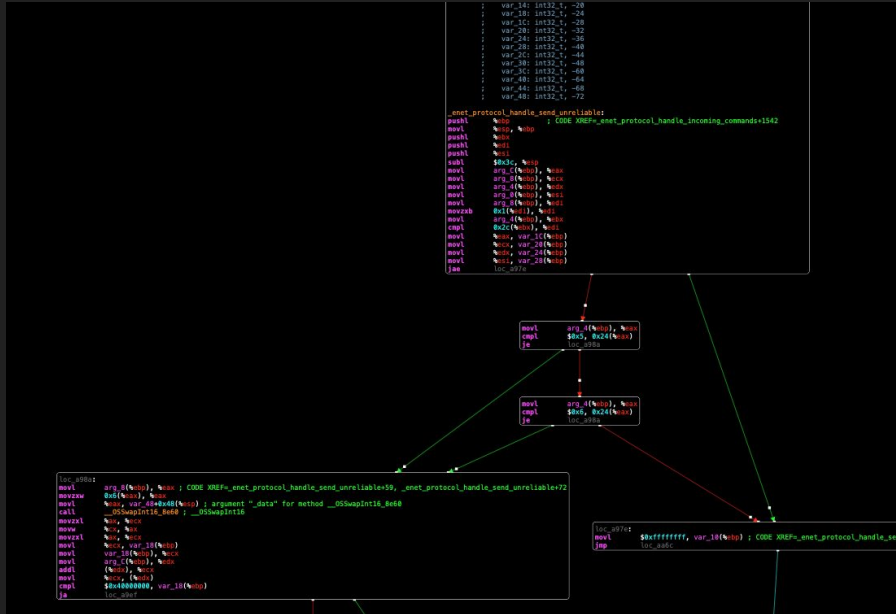 ; var_14: int32_t, -20
; var_18: int32_t, -24
; var_1C: int32_t, -28
; var_20: int32_t, -32
; var_24: int32_t, -36
; var_28: int32_t, -40
; var_2C: int32_t, -44
; var_30: int32_t, -48
; var_3C: int32_t, -60
; var_40: int32_t, -64
; var_44: int32_t, -68
; var_48: int32_t, -72
_enet_protocol_handle_send_unreliable:
pushl %ebp ; CODE XREF=_enet_protocol_handle_incoming_commands+1542
movl %esp, %ebp
pushl %ebx
pushl %edi
pushl %esi
subl $0x3c, %esp
movl arg_C(%ebp), %eax
movl arg_8(%ebp), %ecx
movl arg_4(%ebp), %edx
movl arg_0(%ebp), %esi
movl arg_8(%ebp), %edi
movzxb 0x1(%edi), %edi
movl arg_4(%ebp), %ebx
cmpl 0x2c(%ebx), %edi
movl %eax, var_1C(%ebp)
movl %ecx, var_20(%ebp)
movl %edx, var_24(%ebp)
movl %esi, var_28(%ebp)
jae loc_a97e
movl arg_4(%ebp), %eax
cmpl $0x5, 0x24(%eax)
je loc_a98a
movl arg_4(%ebp), %eax
cmpl $0x6, 0x24(%eax)
je loc_a98a
loc_a98a:
movl arg_8(%ebp), %eax ; CODE XREF=_enet_protocol_handle_send_unreliable+59, _enet_protocol_handle_send_unreliable+72
movzxw 0x6(%eax), %eax
movl %eax, var_48+0x48(%esp) ; argument "_data" for method __OSSwapInt16_8e60
call __OSSwapInt16_8e60 ; __OSSwapInt16
movzxl %ax, %ecx
movw %cx, %ax
movzxl %ax, %ecx
movl %ecx, var_18(%ebp)
movl var_18(%ebp), %ecx
movl arg_C(%ebp), %edx
addl (%edx), %ecx
movl %ecx, (%edx)
cmpl $0x40000000, var_18(%ebp)
ja loc_a9ef
loc_a97e:
movl $0xffffffff, var_10(%ebp) ; CODE XREF=_enet_protocol_handle_se
jmp loc_aa6c